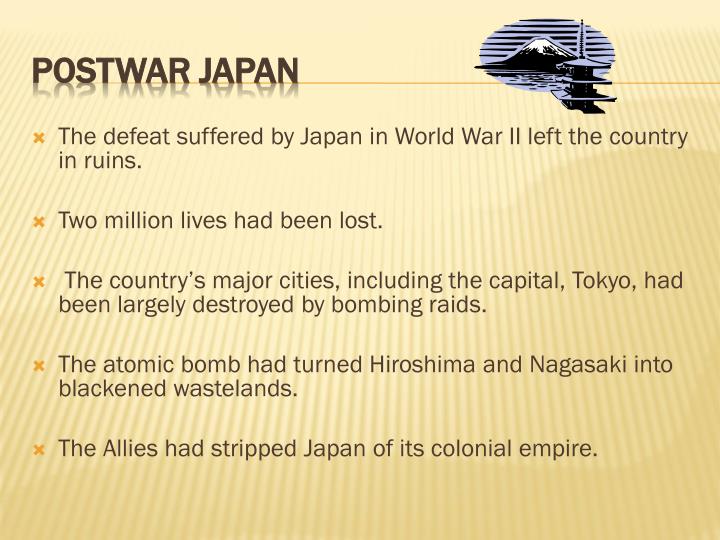 POSTWAR JAPAN
The defeat suffered by Japan in World War II left the country
in ruins.
Two million lives had been lost.
The country's major cities, including the capital, Tokyo, had
been largely destroyed by bombing raids.
The atomic bomb had turned Hiroshima and Nagasaki into
blackened wastelands.
The Allies had stripped Japan of its colonial empire.